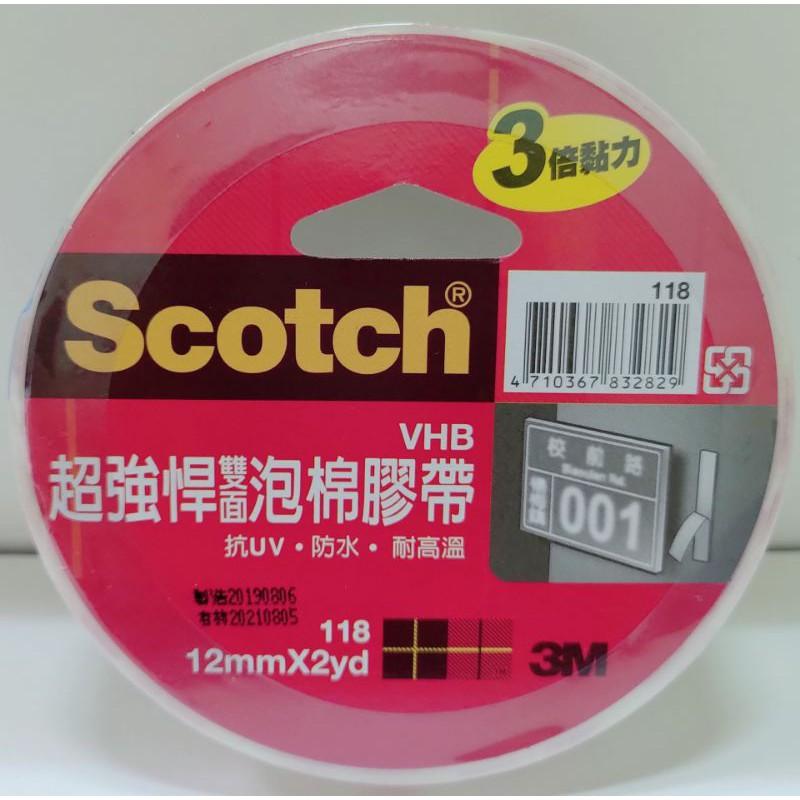 3倍黏力
Scotch®
118
4 710367 832829
VHB
超強悍雙面泡棉膠帶
抗UV・防水・耐高溫
校前路
001
製造20190806
有效20210805
118
12mmX2yd
3M